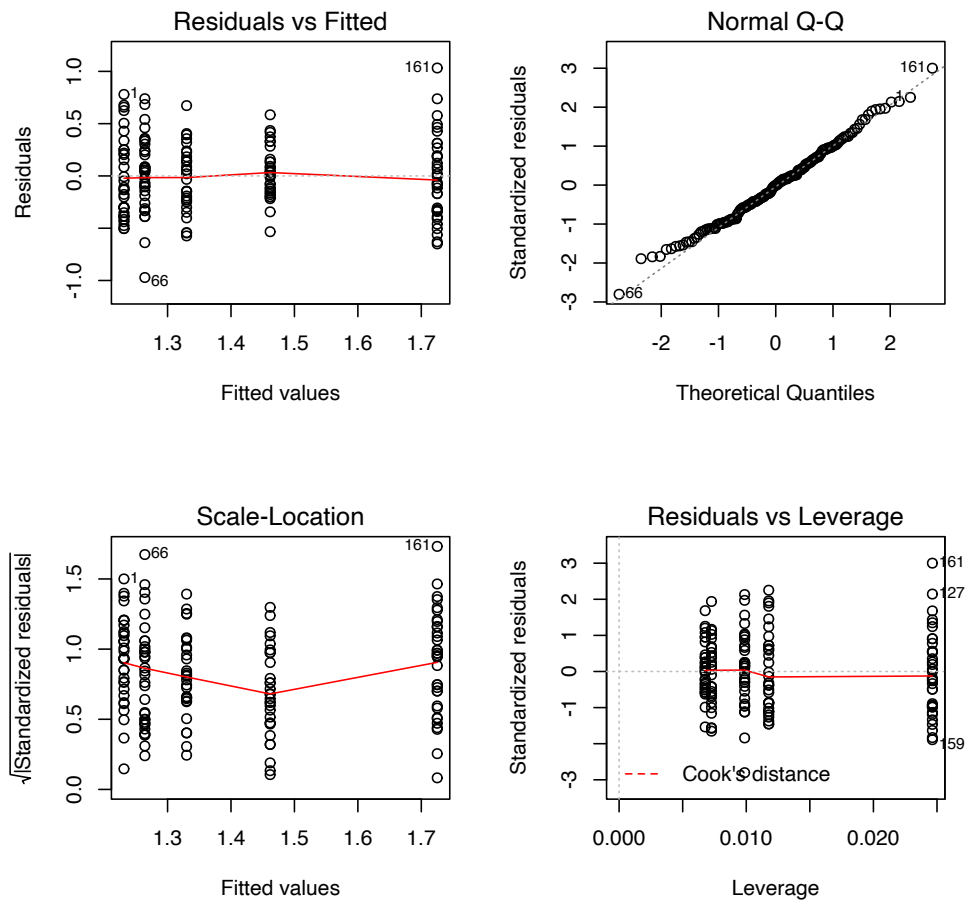 Residuals vs Fitted
Residuals
1.0
0.5
0.0
-1.0
161
1
66
1.3 1.4 1.5 1.6 1.7
Fitted values
Normal Q-Q
Standardized residuals
3
2
1
0
-1
-2
-3
161
1
66
-2 -1 0 1 2
Theoretical Quantiles
Scale-Location
√|Standardized residuals|
1.5
1.0
0.5
0.0
66
161
1
1.3 1.4 1.5 1.6 1.7
Fitted values
Residuals vs Leverage
Standardized residuals
3
2
1
0
-1
-3
161
127
159
Cook's distance
0.000 0.010 0.020
Leverage